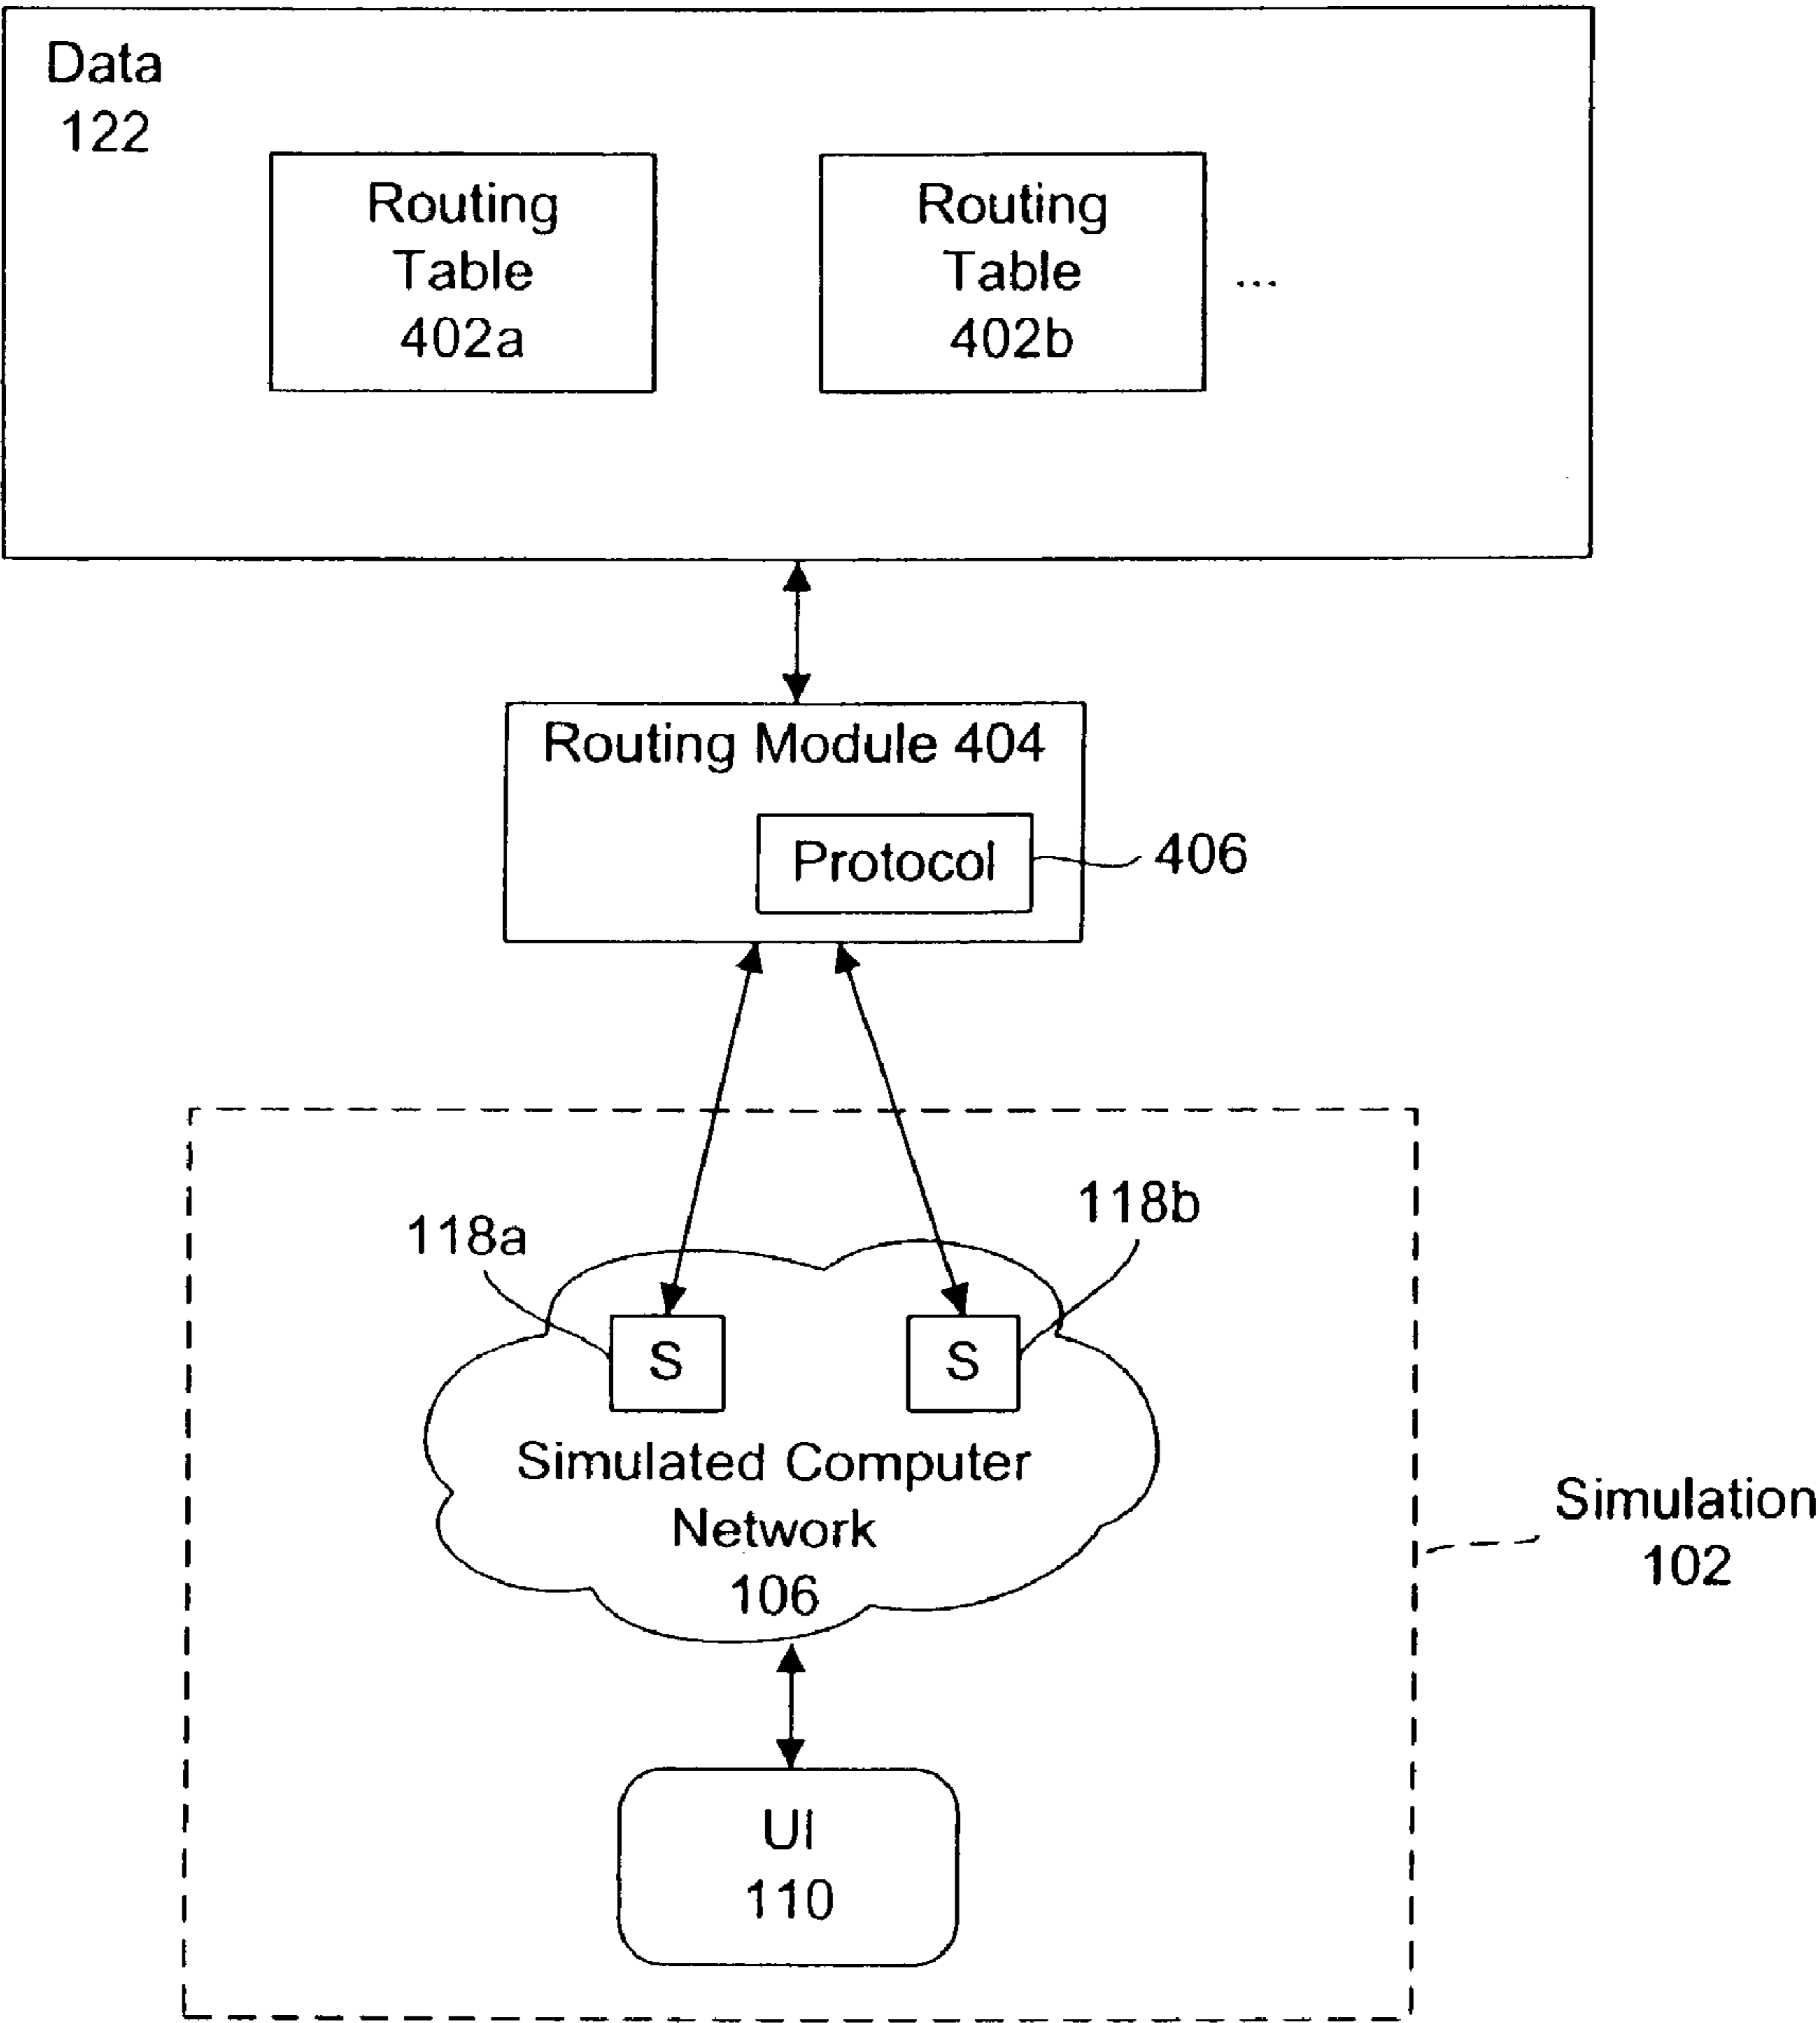 Data
122
Routing
Table
402a
Routing
Table
402b
...
Routing Module 404
Protocol
406
118a
118b
S
S
Simulated Computer
Network
106
Simulation
102
UI
110